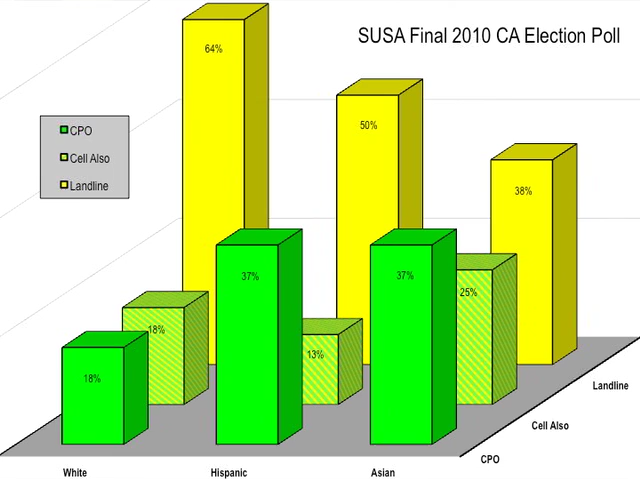 SUSA Final 2010 CA Election Poll
64%
50%
38%
CPO
Cell Also
Landline
37%
37%
25%
18%
13%
18%
Landline
Cell Also
CPO
White
Hispanic
Asian